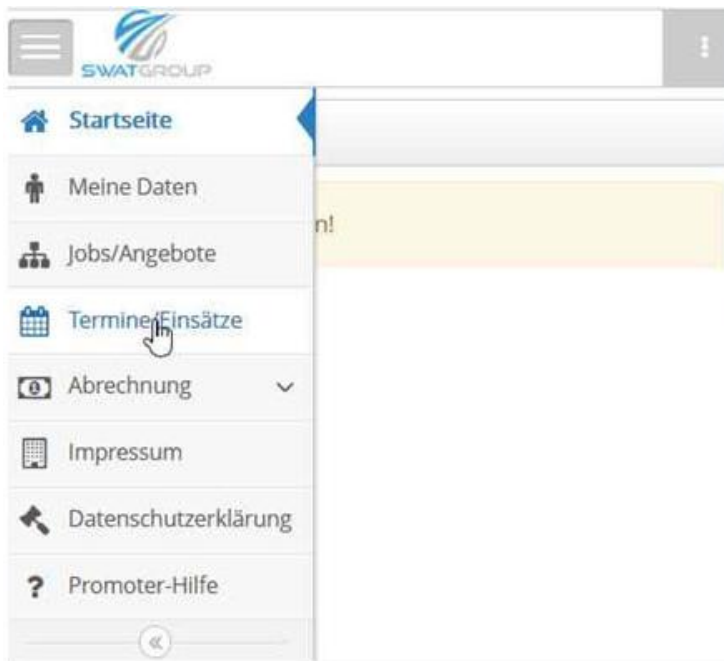 SWATGROUP
Startseite
Meine Daten
n!
Jobs/Angebote
Termine/Einsätze
Abrechnung
Impressum
Datenschutzerklärung
? Promoter-Hilfe